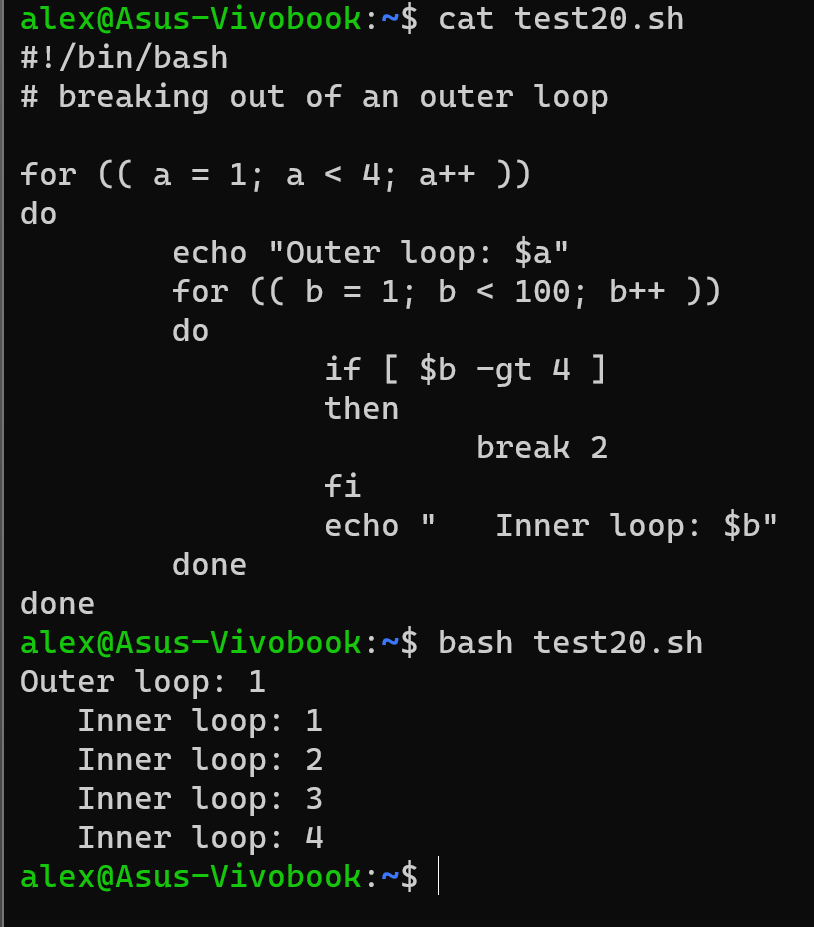 alex@Asus-Vivobook:~$ cat test20.sh
#!/bin/bash
# breaking out of an outer loop

for (( a = 1; a < 4; a++ ))
do
        echo "Outer loop: $a"
        for (( b = 1; b < 100; b++ ))
        do
                if [ $b -gt 4 ]
                then
                        break 2
                fi
                echo "   Inner loop: $b"
        done
done
alex@Asus-Vivobook:~$ bash test20.sh
Outer loop: 1
   Inner loop: 1
   Inner loop: 2
   Inner loop: 3
   Inner loop: 4
alex@Asus-Vivobook:~$